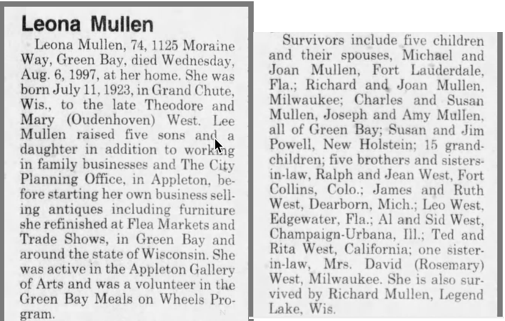 Leona Mullen
Leona Mullen, 74, 1125 Moraine
Way, Green Bay, died Wednesday,
Aug. 6, 1997, at her home. She was
born July 11, 1923, in Grand Chute,
Wis., to the late Theodore and
Mary (Oudenhoven) West. Lee
Mullen raised five sons and a
daughter in addition to working
in family businesses and The City
Planning Office, in Appleton, be-
fore starting her own business sell-
ing antiques including furniture
she refinished at Flea Markets and
Trade Shows, in Green Bay and
around the state of Wisconsin. She
was active in the Appleton Gallery
of Arts and was a volunteer in the
Green Bay Meals on Wheels Pro-
gram.
Survivors include five children
and their spouses, Michael and
Joan Mullen, Fort Lauderdale,
Fla.; Richard and Joan Mullen,
Milwaukee; Charles and Susan
Mullen, Joseph and Amy Mullen,
all of Green Bay; Susan and Jim
Powell, New Holstein; 15 grand-
children; five brothers and sisters-
in-law, Ralph and Jean West, Fort
Collins, Colo.; James and Ruth
West, Dearborn, Mich.; Leo West,
Edgewater, Fla.; Al and Sid West,
Champaign-Urbana, Ill.; Ted and
Rita West, California; one sister-
in-law, Mrs. David (Rosemary)
West, Milwaukee. She is also sur-
vived by Richard Mullen, Legend
Lake, Wis.